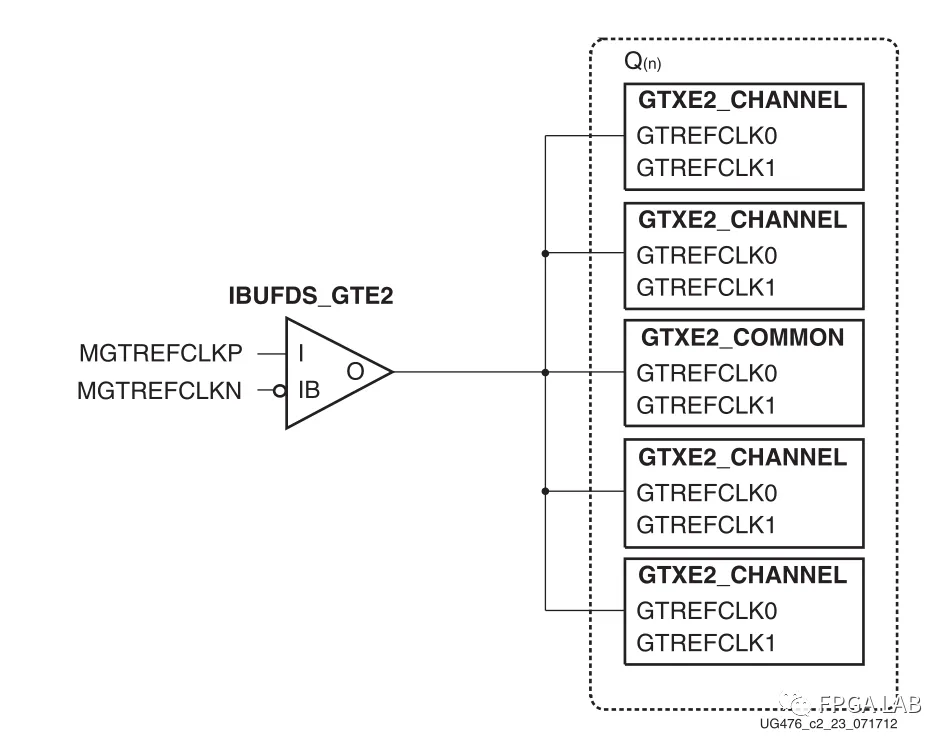 Q(n)
GTXE2_CHANNEL
GTREFCLK0
GTREFCLK1
GTXE2_CHANNEL
GTREFCLK0
GTREFCLK1
IBUFDS_GTE2
MGTREFCLKP
I
O
MGTREFCLKN
IB
GTXE2_COMMON
GTREFCLK0
GTREFCLK1
GTXE2_CHANNEL
GTREFCLK0
GTREFCLK1
GTXE2_CHANNEL
GTREFCLK0
GTREFCLK1
FPGA LAB
UG476_c2_23_071712